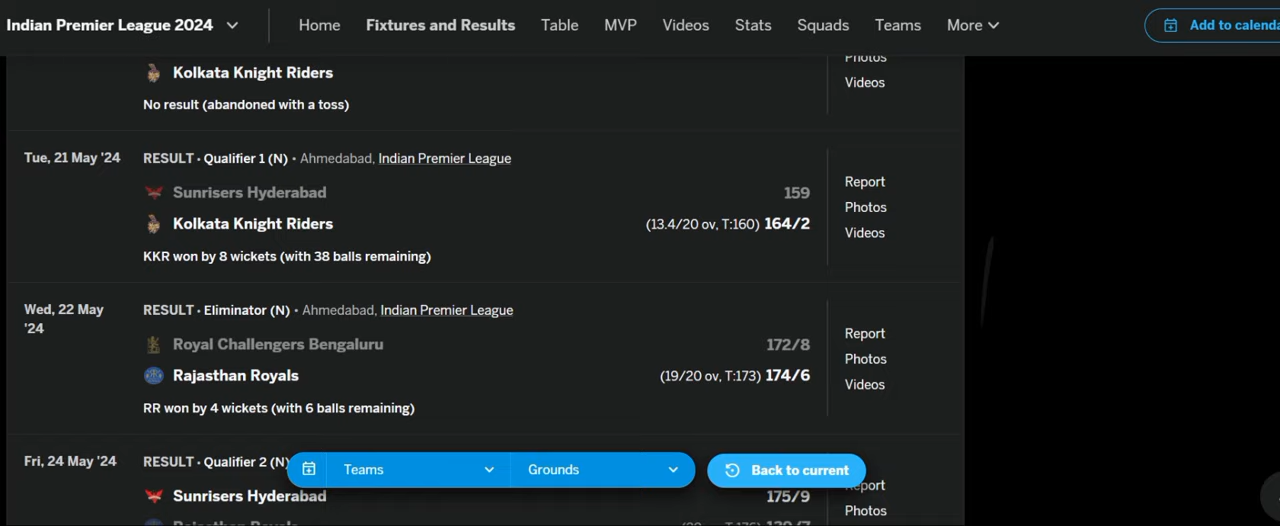 Indian Premier League 2024
Home
Fixtures and Results
Table
MVP
Videos
Stats
Squads
Teams
More
Add to calenda
Kolkata Knight Riders
Photos
Videos
No result (abandoned with a toss)
Tue, 21 May '24
RESULT • Qualifier 1 (N) • Ahmedabad, Indian Premier League
Sunrisers Hyderabad 159
Kolkata Knight Riders (13.4/20 ov, T:160) 164/2
KKR won by 8 wickets (with 38 balls remaining)
Report
Photos
Videos
Wed, 22 May
'24
RESULT • Eliminator (N) • Ahmedabad, Indian Premier League
Royal Challengers Bengaluru 172/8
Rajasthan Royals (19/20 ov, T:173) 174/6
RR won by 4 wickets (with 6 balls remaining)
Report
Photos
Videos
Fri, 24 May '24
RESULT • Qualifier 2 (N)
Teams
Grounds
Back to current
Sunrisers Hyderabad 175/9
Report
Photos
Rajasthan Royals